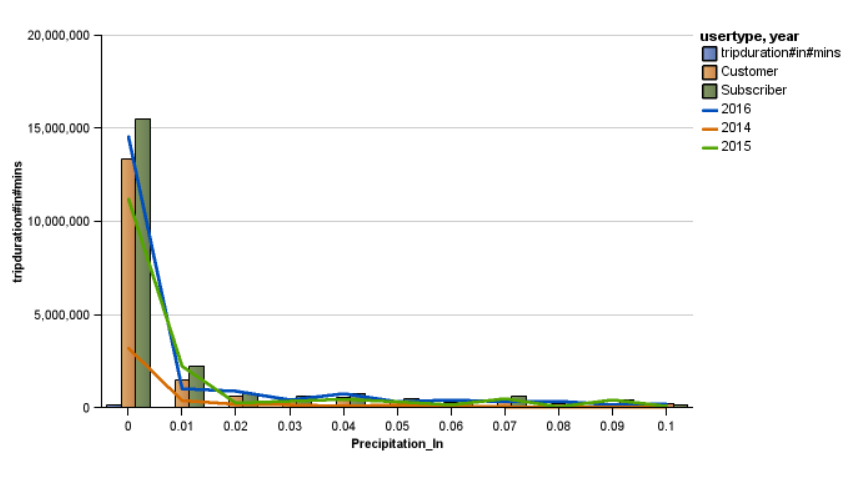 usertype, year
tripduration#in#mins
Customer
Subscriber
2016
2014
2015
20,000,000
15,000,000
10,000,000
5,000,000
0
tripduration#in#mins
0 0.01 0.02 0.03 0.04 0.05 0.06 0.07 0.08 0.09 0.1
Precipitation_In